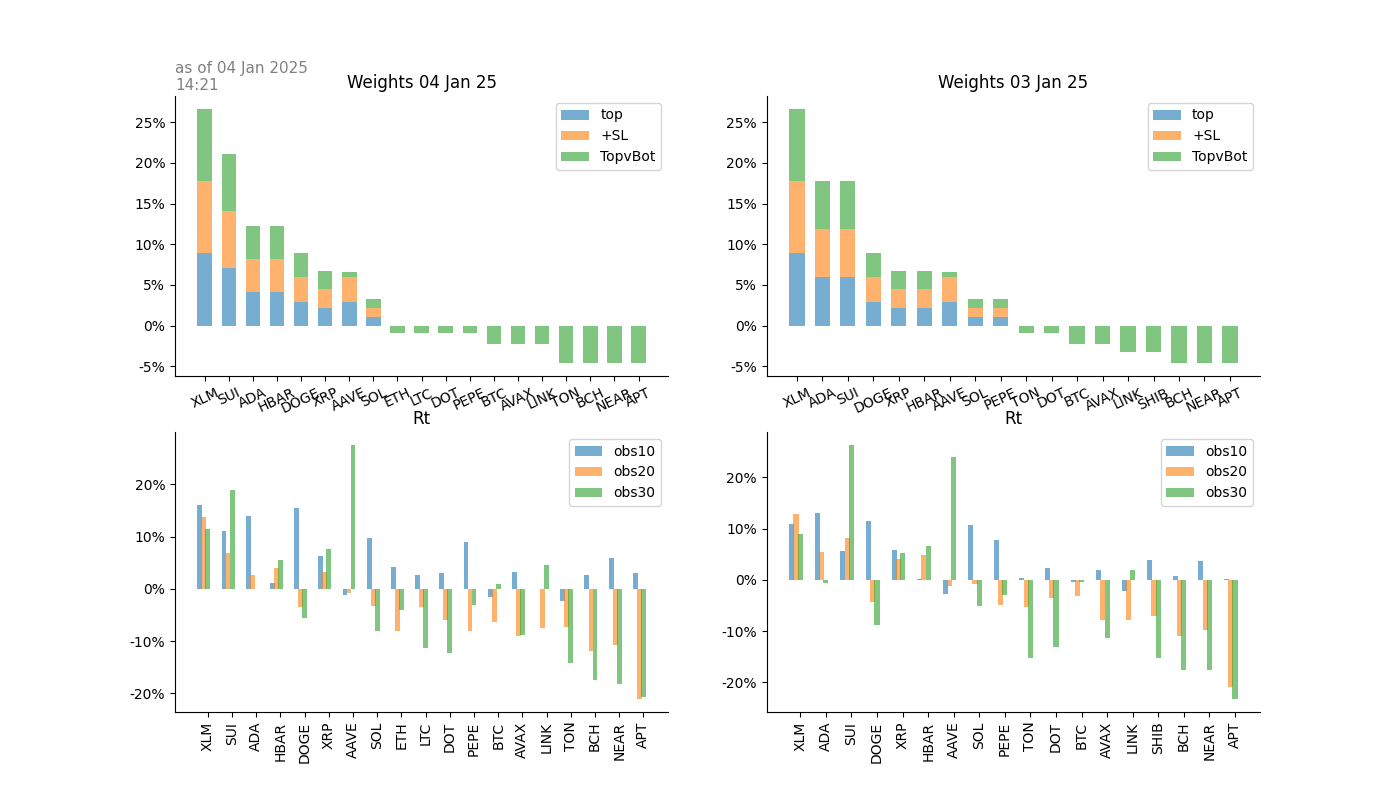 as of 04 Jan 2025
14:21
Weights 04 Jan 25
25%
20%
15%
10%
5%
0%
-5%
top
+SL
TopvBot
XLM SUI ADA HBAR DOGE XRP AAVE SOL ETH LTC DOT PEPE BTC AVAX LINK TON BCH NEAR APT
Weights 03 Jan 25
25%
20%
15%
10%
5%
0%
-5%
top
+SL
TopvBot
XLM ADA SUI DOGE XRP HBAR AAVE SOL PEPE TON DOT BTC AVAX LINK SHIB BCH NEAR APT
Rt
20%
10%
0%
-10%
-20%
obs10
obs20
obs30
XLM SUI ADA HBAR DOGE XRP AAVE SOL ETH LTC DOT PEPE BTC AVAX LINK TON BCH NEAR APT
Rt
20%
10%
0%
-10%
-20%
obs10
obs20
obs30
XLM ADA SUI DOGE XRP HBAR AAVE SOL PEPE TON DOT BTC AVAX LINK SHIB BCH NEAR APT